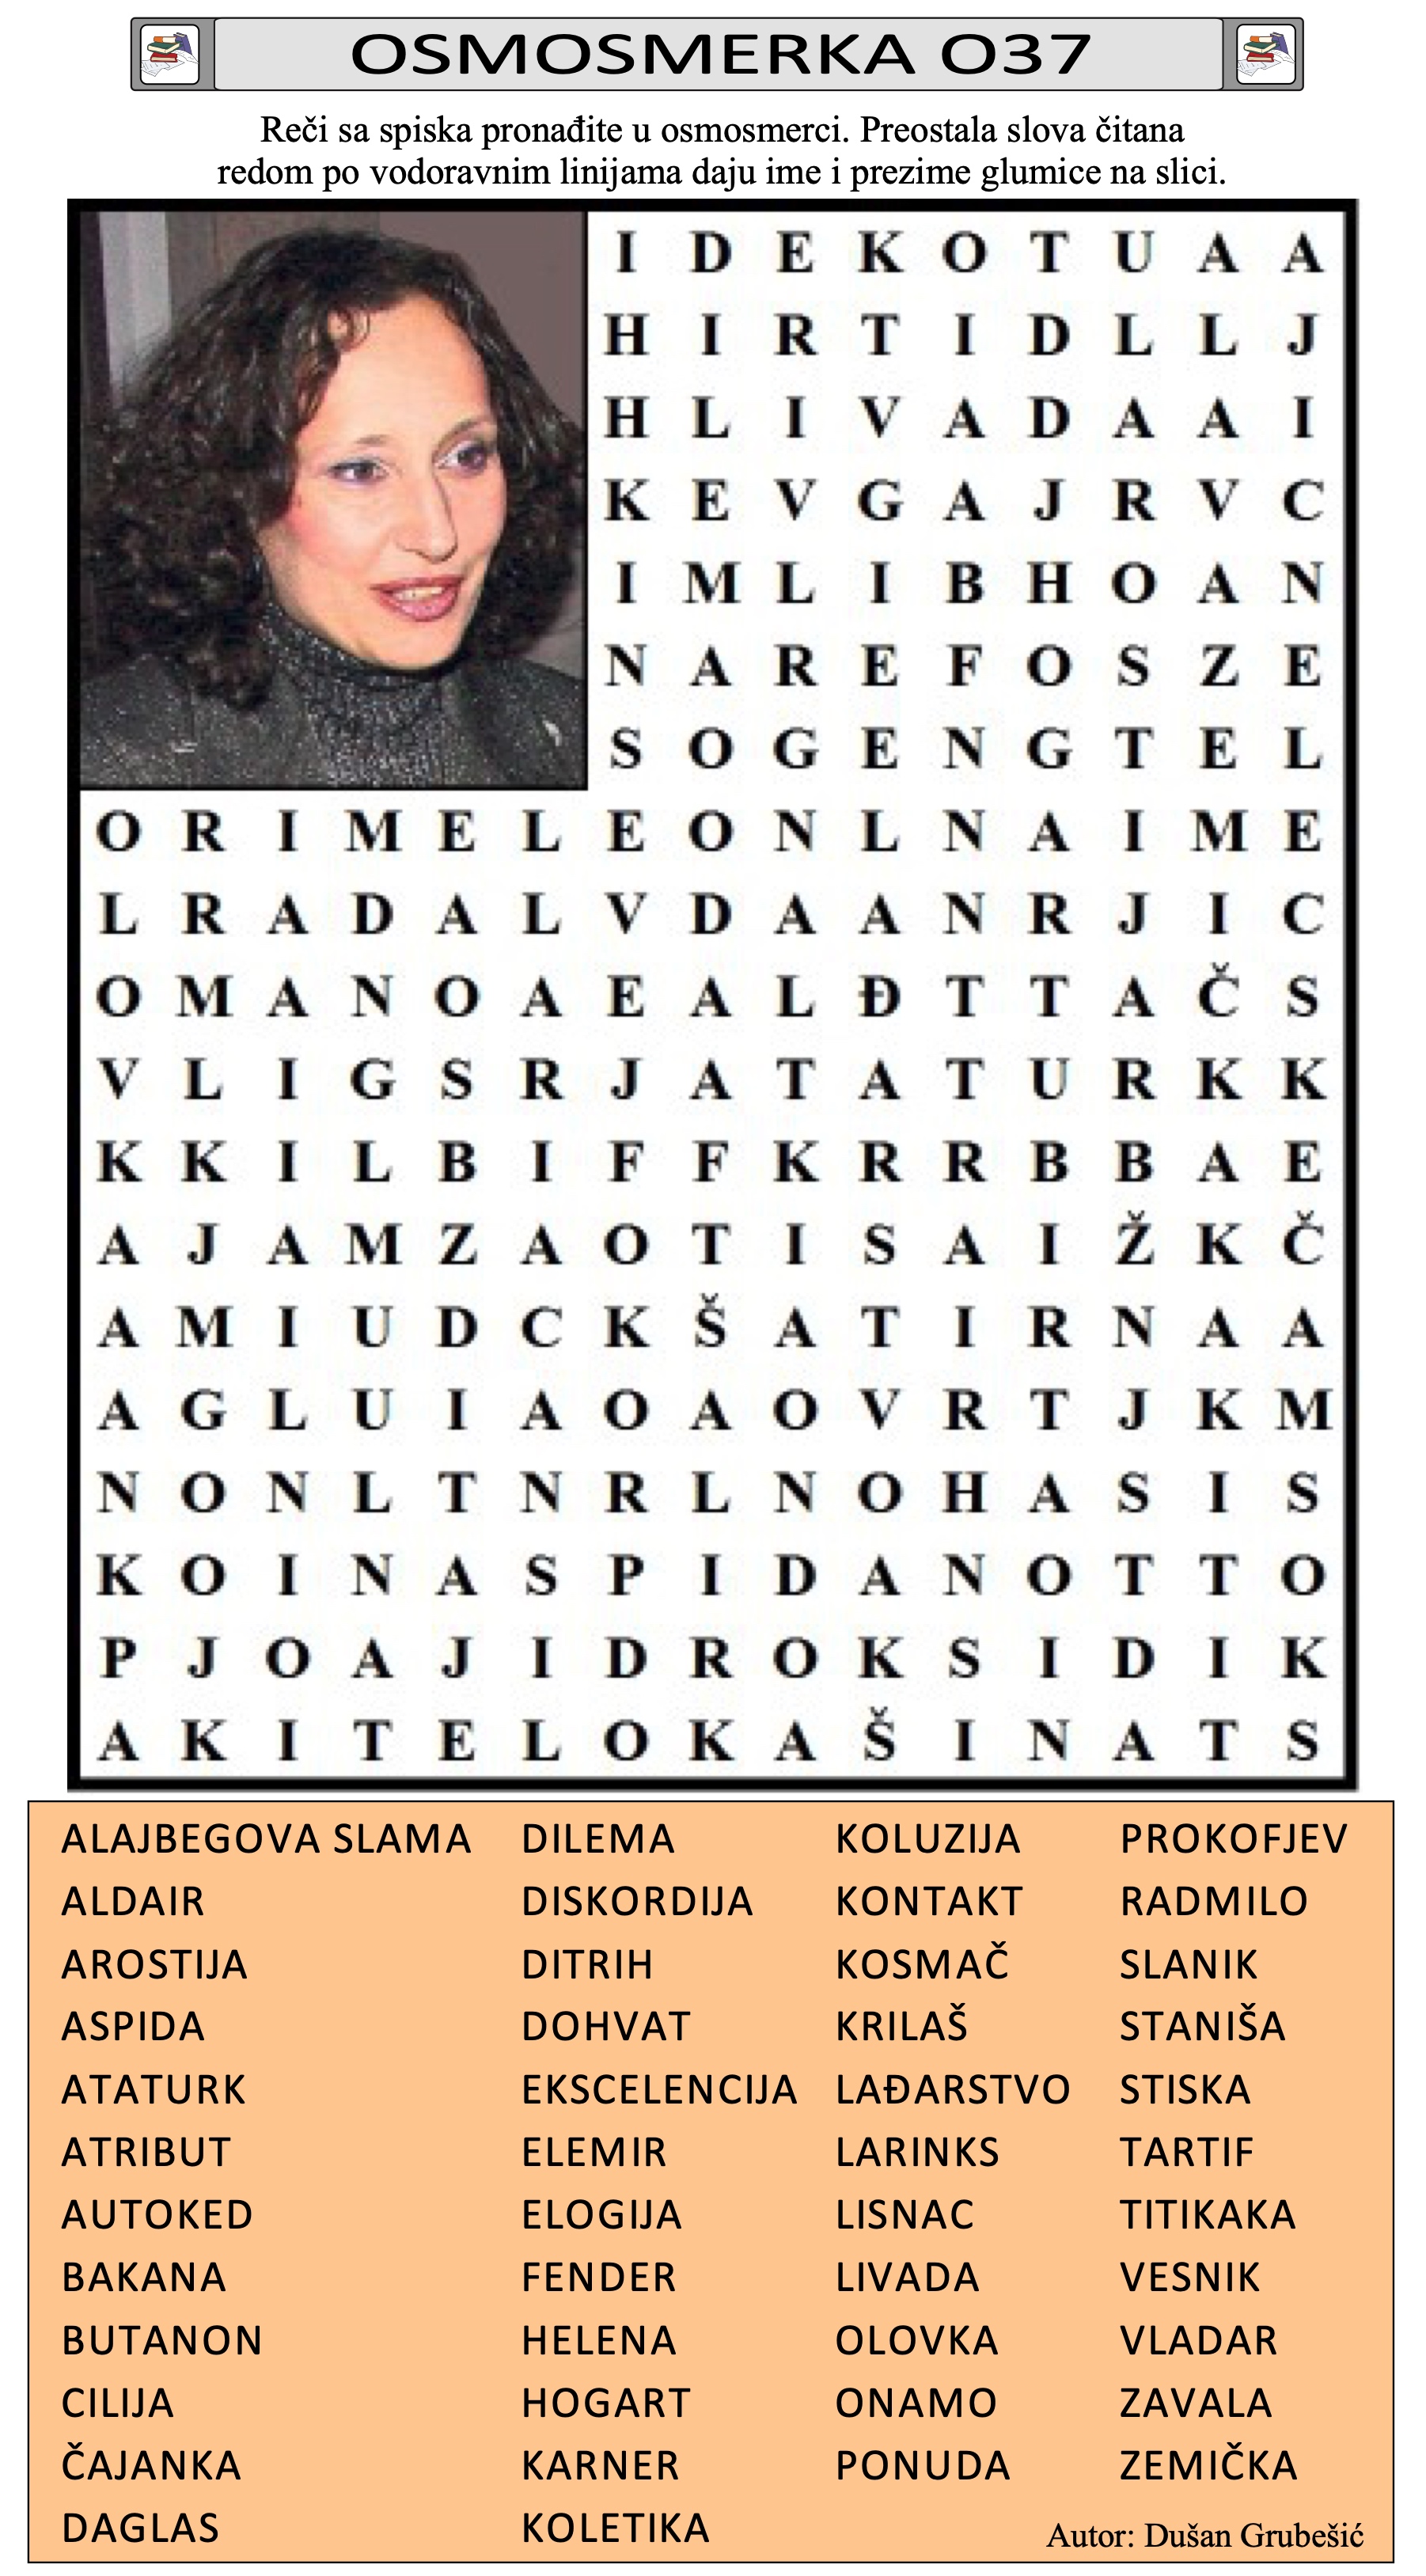 OSMOSMERKA O37
Reči sa spiska pronađite u osmosmerci. Preostala slova čitana
redom po vodoravnim linijama daju ime i prezime glumice na slici.
I D E K O T U A A
H I R T I D L L J
H L I V A D A A I
K E V G A J R V C
I M L I B H O A N
N A R E F O S Z E
S O G E N G T E L
O R I M E L E O N L N A I M E
L R A D A L V D A A N R J I C
O M A N O A E A L Đ T T A Č S
V L I G S R J A T A T U R K K
K K I L B I F F K R R B B A E
A J A M Z A O T I S A I Ž K Č
A M I U D C K Š A T I R N A A
A G L U I A O A O V R T J K M
N O N L T N R L N O H A S I S
K O I N A S P I D A N O T T O
P J O A J I D R O K S I D I K
A K I T E L O K A Š I N A T S
ALAJBEGOVA SLAMA DILEMA KOLUZIJA PROKOFJEV
ALDAIR DISKORDIJA KONTAKT RADMILO
AROSTIJA DITRIH KOSMAČ SLANIK
ASPIDA DOHVAT KRILAŠ STANIŠA
ATATURK EKSCELENCIJA LAĐARSTVO STISKA
ATRIBUT ELEMIR LARINKS TARTIF
AUTOKED ELOGIJA LISNAC TITIKAKA
BAKANA FENDER LIVADA VESNIK
BUTANON HELENA OLOVKA VLADAR
CILIJA HOGART ONAMO ZAVALA
ČAJANKA KARNER PONUDA ZEMIČKA
DAGLAS KOLETIKA Autor: Dušan Grubešić